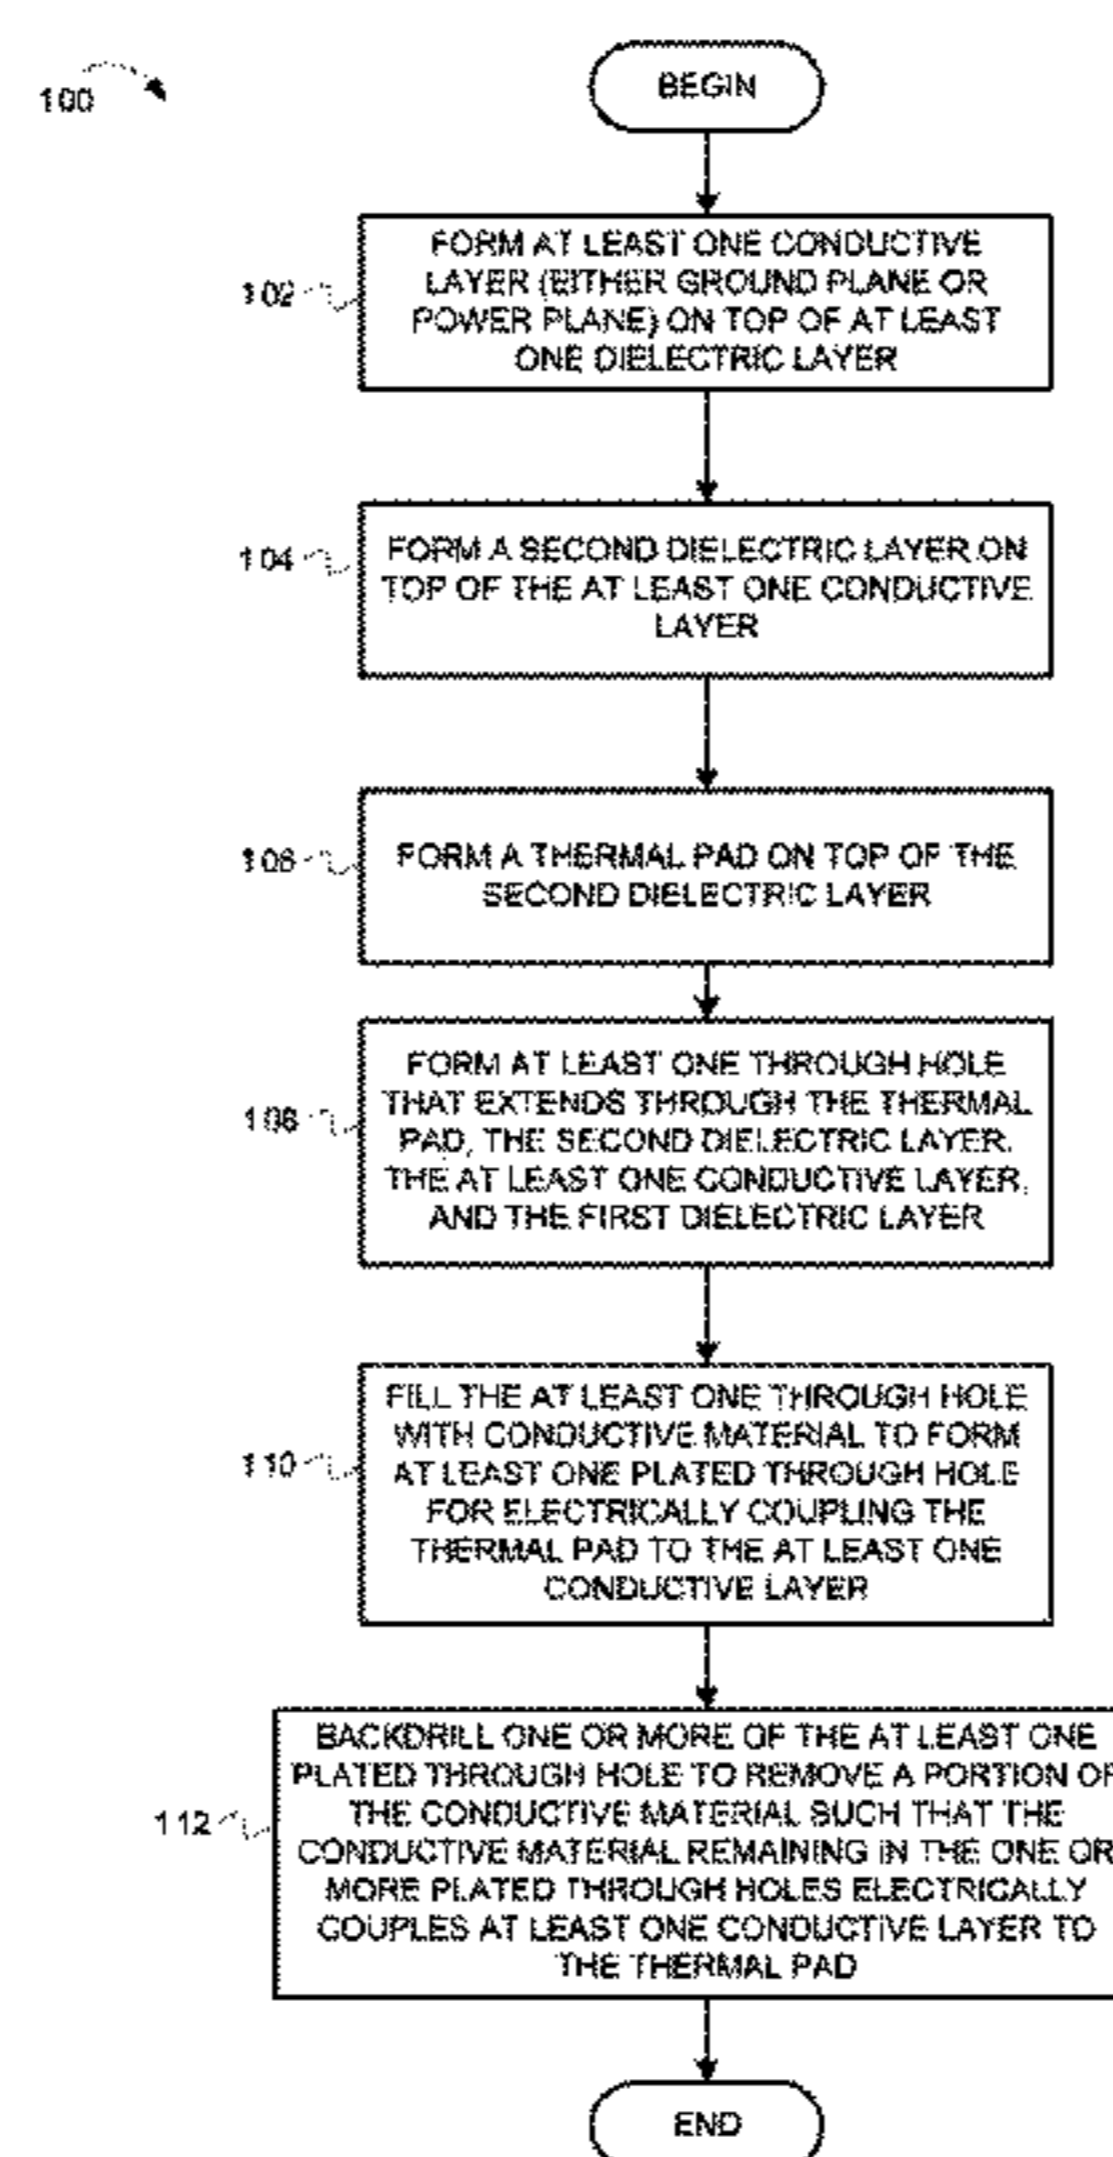 100
BEGIN
102
FORM AT LEAST ONE CONDUCTIVE
LAYER (EITHER GROUND PLANE OR
POWER PLANE) ON TOP OF AT LEAST
ONE DIELECTRIC LAYER
104
FORM A SECOND DIELECTRIC LAYER ON
TOP OF THE AT LEAST ONE CONDUCTIVE
LAYER
106
FORM A THERMAL PAD ON TOP OF THE
SECOND DIELECTRIC LAYER
108
FORM AT LEAST ONE THROUGH HOLE
THAT EXTENDS THROUGH THE THERMAL
PAD, THE SECOND DIELECTRIC LAYER,
THE AT LEAST ONE CONDUCTIVE LAYER,
AND THE FIRST DIELECTRIC LAYER
110
FILL THE AT LEAST ONE THROUGH HOLE
WITH CONDUCTIVE MATERIAL TO FORM
AT LEAST ONE PLATED THROUGH HOLE
FOR ELECTRICALLY COUPLING THE
THERMAL PAD TO THE AT LEAST ONE
CONDUCTIVE LAYER
112
BACKDRILL ONE OR MORE OF THE AT LEAST ONE
PLATED THROUGH HOLE TO REMOVE A PORTION OF
THE CONDUCTIVE MATERIAL SUCH THAT THE
CONDUCTIVE MATERIAL REMAINING IN THE ONE OR
MORE PLATED THROUGH HOLES ELECTRICALLY
COUPLES AT LEAST ONE CONDUCTIVE LAYER TO
THE THERMAL PAD
END